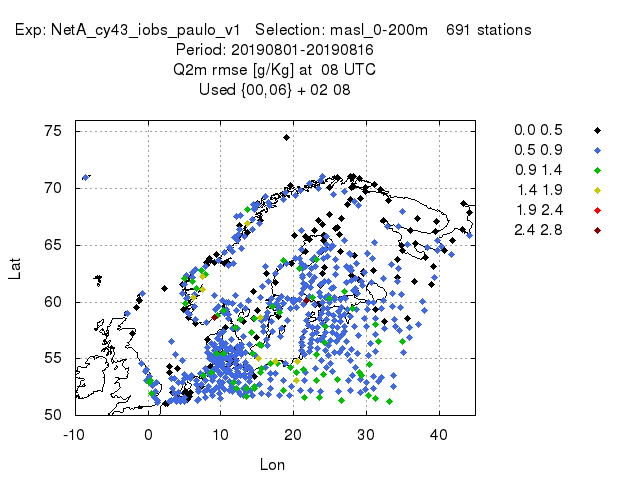 Exp: NetA_cy43_iobs_paulo_v1 Selection: masl_0-200m 691 stations
Period: 20190801-20190816
Q2m rmse [g/Kg] at 08 UTC
Used {00,06} + 02 08
75
70
65
60
55
50
Lat
-10 0 10 20 30 40
Lon
0.0 0.5
0.5 0.9
0.9 1.4
1.4 1.9
1.9 2.4
2.4 2.8